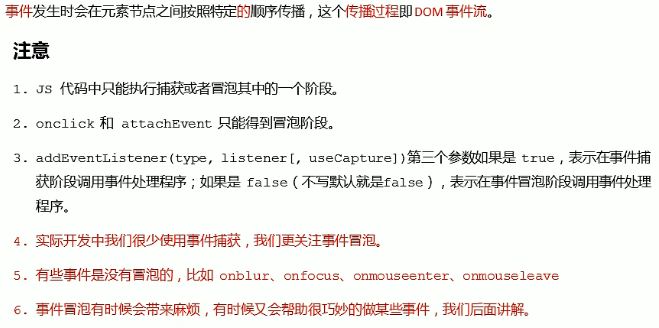 事件发生时会在元素节点之间按照特定的顺序传播，这个传播过程即DOM 事件流。
注意
1. JS 代码中只能执行捕获或者冒泡其中的一个阶段。
2. onclick 和 attachEvent 只能得到冒泡阶段。
3. addEventListener(type, listener[, useCapture])第三个参数如果是 true，表示在事件捕
获阶段调用事件处理程序；如果是 false（不写默认就是false），表示在事件冒泡阶段调用事件处理
程序。
4. 实际开发中我们很少使用事件捕获，我们更关注事件冒泡。
5. 有些事件是没有冒泡的，比如 onblur、onfocus、onmouseenter、onmouseleave
6. 事件冒泡有时候会带来麻烦，有时候又会帮助很巧妙的做某些事件，我们后面讲解。